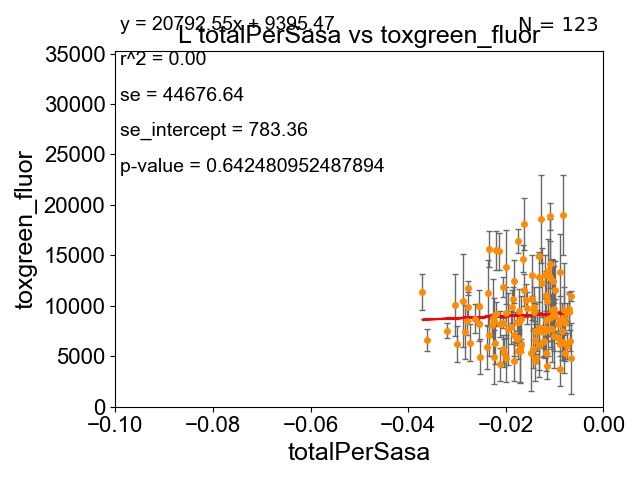 y = 20792.55x + 9395.47
N = 123
L totalPerSasa vs toxgreen_fluor
r^2 = 0.00
se = 44676.64
se_intercept = 783.36
p-value = 0.642480952487894
toxgreen_fluor
35000
30000
25000
20000
15000
10000
5000
0
−0.10 −0.08 −0.06 −0.04 −0.02 0.00
totalPerSasa